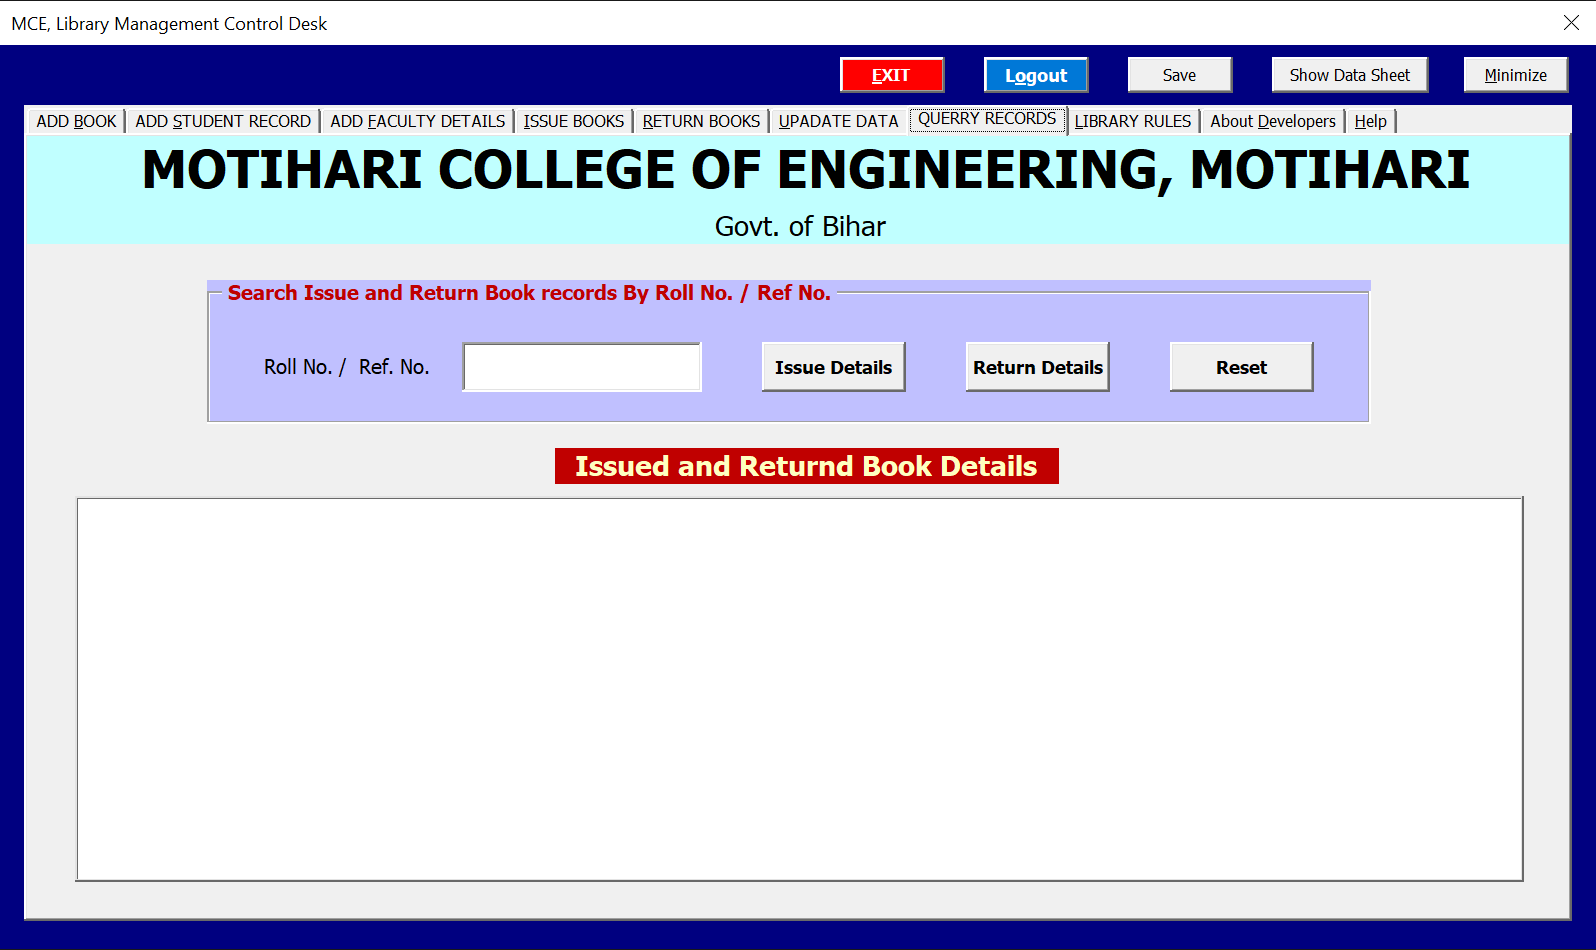 MCE, Library Management Control Desk
EXIT Logout Save Show Data Sheet Minimize
ADD BOOK ADD STUDENT RECORD ADD FACULTY DETAILS ISSUE BOOKS RETURN BOOKS UPADATE DATA QUERRY RECORDS LIBRARY RULES About Developers Help
MOTIHARI COLLEGE OF ENGINEERING, MOTIHARI
Govt. of Bihar
Search Issue and Return Book records By Roll No. / Ref No.
Roll No. / Ref. No. Issue Details Return Details Reset
Issued and Returnd Book Details